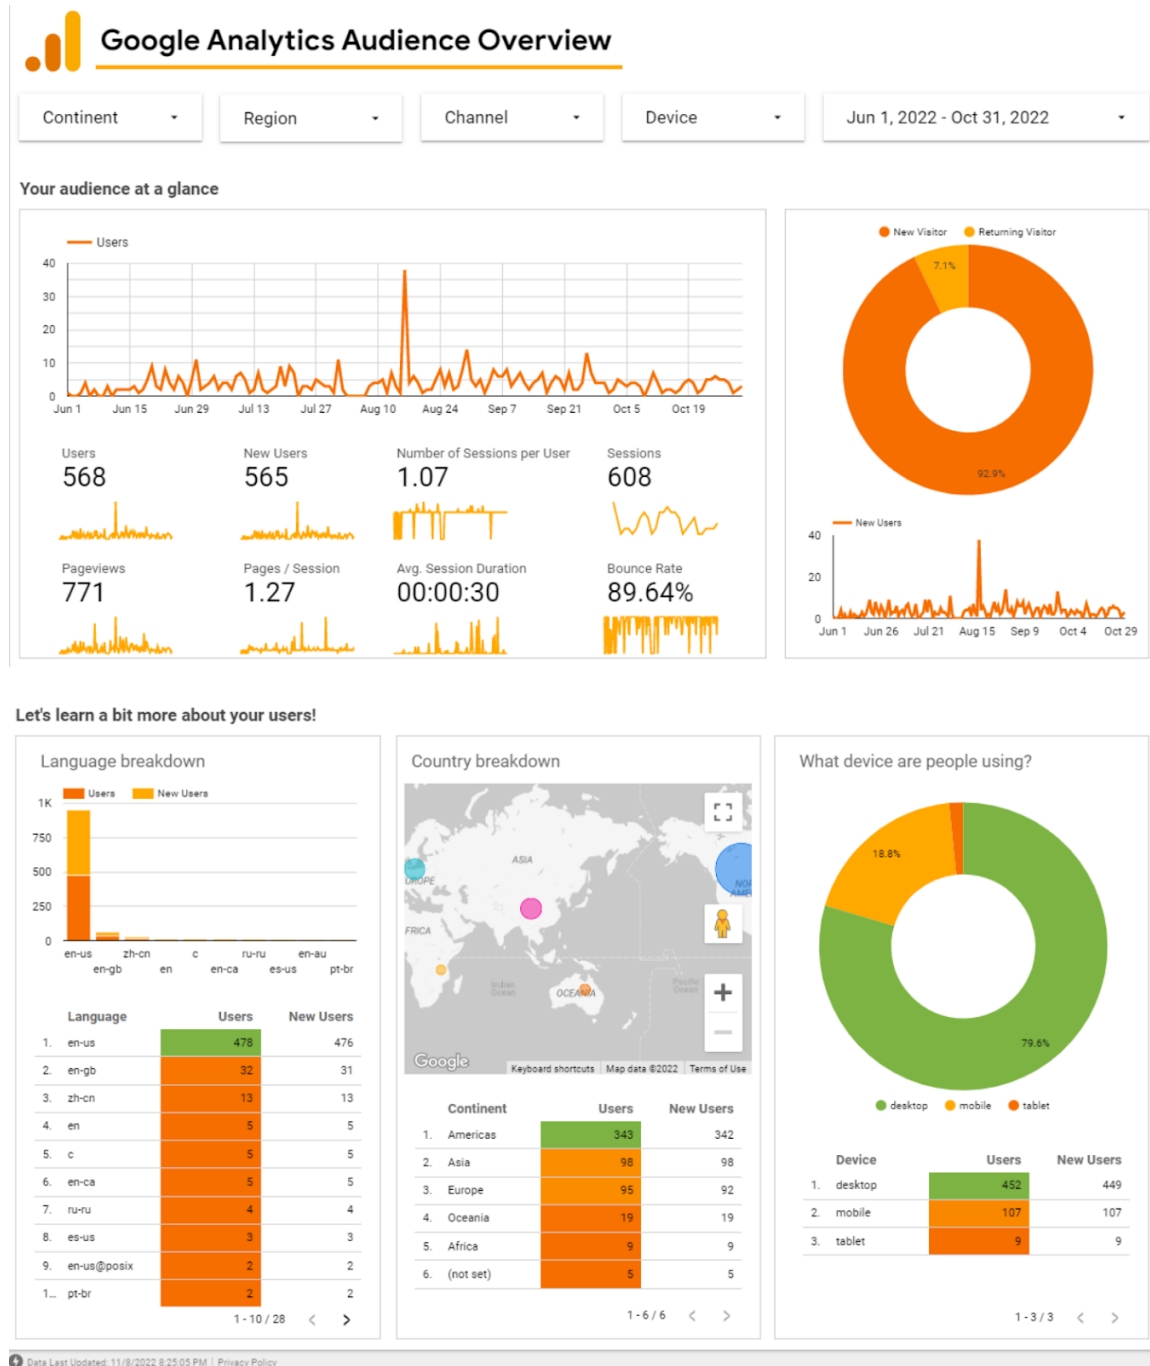 Google Analytics Audience Overview
Continent Region Channel Device Jun 1, 2022 - Oct 31, 2022
Your audience at a glance
Users
40
30
20
10
0
Jun 1 Jun 15 Jun 29 Jul 13 Jul 27 Aug 10 Aug 24 Sep 7 Sep 21 Oct 5 Oct 19
Users New Users Number of Sessions per User Sessions
568 565 1.07 608
Pageviews Pages / Session Avg. Session Duration Bounce Rate
771 1.27 00:00:30 89.64%
New Visitor Returning Visitor
7.1%
92.9%
New Users
40
20
0
Jun 1 Jun 26 Jul 21 Aug 15 Sep 9 Oct 4 Oct 29
Let's learn a bit more about your users!
Language breakdown
Users New Users
1K
750
500
250
0
en-us zh-cn c ru-ru en-au
en-gb en en-ca es-us pt-br
Language Users New Users
1. en-us 478 476
2. en-gb 32 31
3. zh-cn 13 13
4. en 5 5
5. c 5 5
6. en-ca 5 5
7. ru-ru 4 4
8. es-us 3 3
9. en-us@posix 2 2
1... pt-br 2 2
1 - 10 / 28
Country breakdown
ASIA
UROPE
NOR
AMER
FRICA
Indian
Ocean
OCEANIA
Pacific
Ocean
Google
Keyboard shortcuts Map data ©2022 Terms of Use
Continent Users New Users
1. Americas 343 342
2. Asia 98 98
3. Europe 95 92
4. Oceania 19 19
5. Africa 9 9
6. (not set) 5 5
1 - 6 / 6
What device are people using?
18.8%
79.6%
desktop mobile tablet
Device Users New Users
1. desktop 452 449
2. mobile 107 107
3. tablet 9 9
1 - 3 / 3
Data Last Updated: 11/8/2022 8:25:05 PM | Privacy Policy